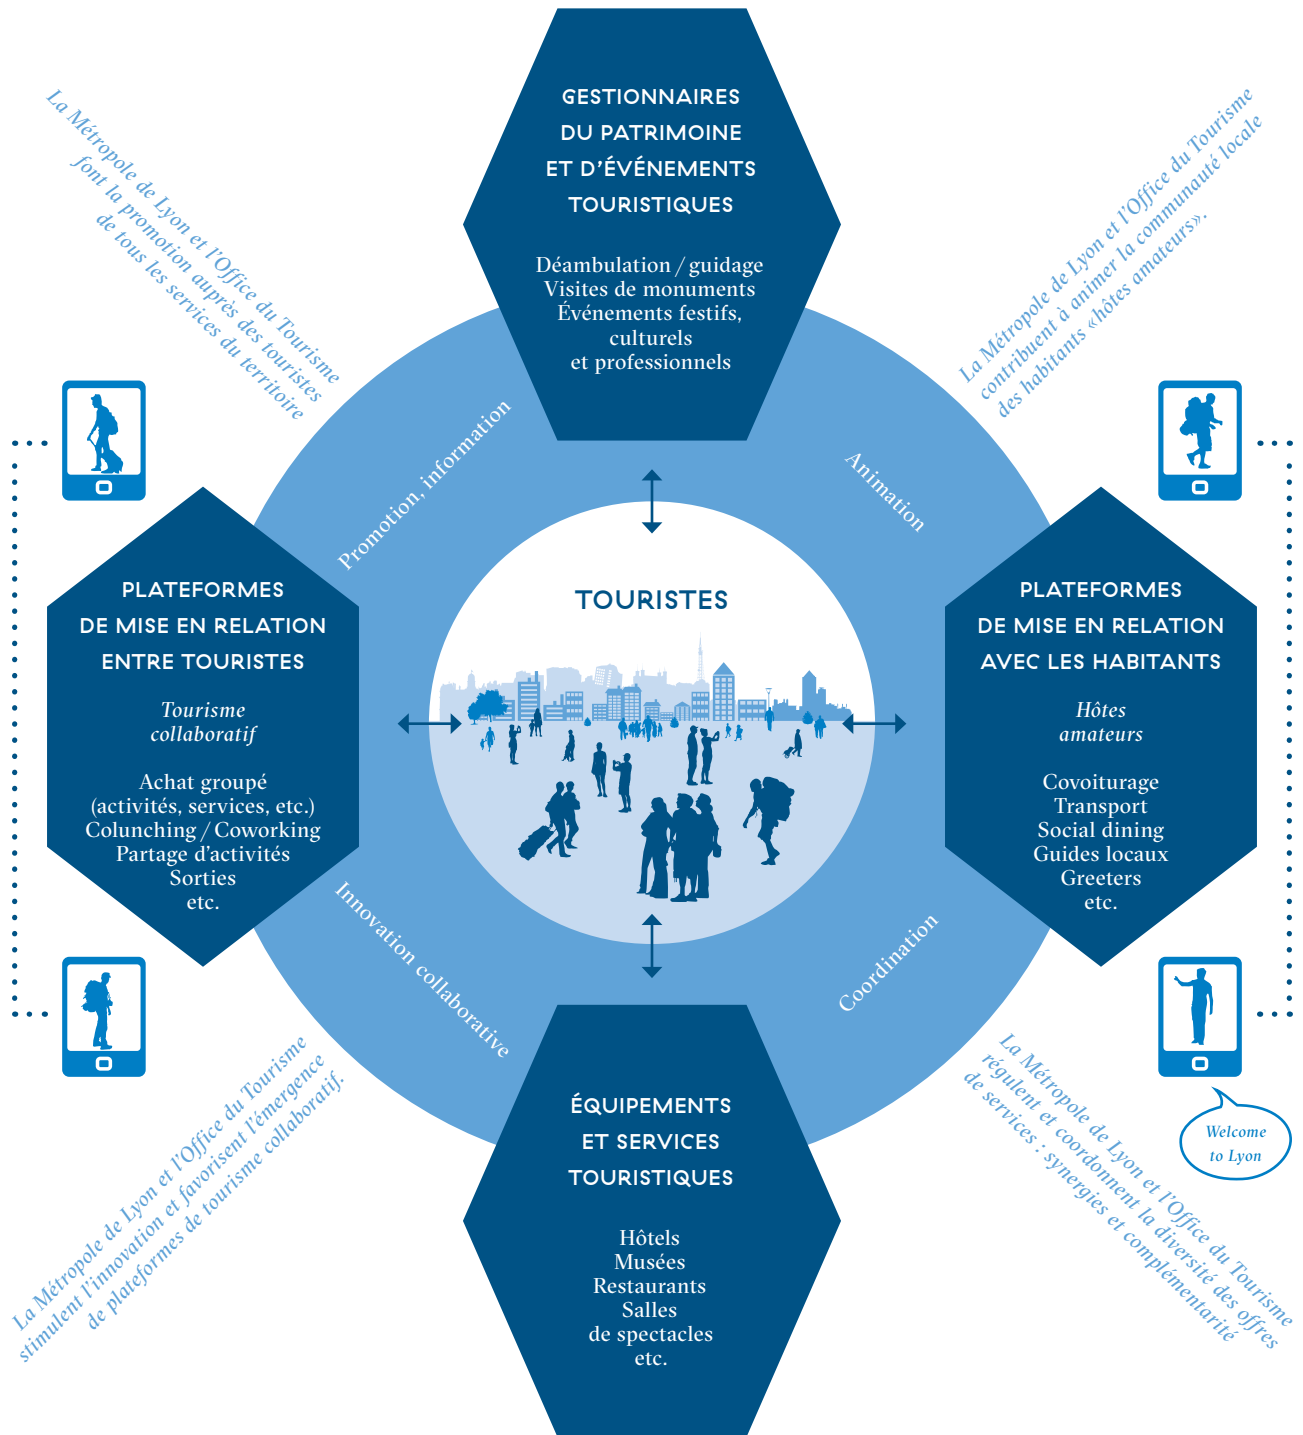 GESTIONNAIRES
DU PATRIMOINE
ET D'ÉVÉNEMENTS
TOURISTIQUES
Déambulation / guidage
Visites de monuments
Événements festifs,
culturels
et professionnels
La Métropole de Lyon et l'Office du Tourisme
font la promotion auprès des touristes
de tous les services du territoire
La Métropole de Lyon et l'Office du Tourisme
contribuent à animer la communauté locale
des habitants «hôtes amateurs».
Promotion, information
Animation
PLATEFORMES
DE MISE EN RELATION
ENTRE TOURISTES
Tourisme
collaboratif
Achat groupé
(activités, services, etc.)
Colunching / Coworking
Partage d'activités
Sorties
etc.
TOURISTES
PLATEFORMES
DE MISE EN RELATION
AVEC LES HABITANTS
Hôtes
amateurs
Covoiturage
Transport
Social dining
Guides locaux
Greeters
etc.
Innovation collaborative
Coordination
La Métropole de Lyon et l'Office du Tourisme
stimulent l'innovation et favorisent l'émergence
de plateformes de tourisme collaboratif.
ÉQUIPEMENTS
ET SERVICES
TOURISTIQUES
Hôtels
Musées
Restaurants
Salles
de spectacles
etc.
La Métropole de Lyon et l'Office du Tourisme
régulent et coordonnent la diversité des offres
de services : synergies et complémentarité
Welcome
to Lyon